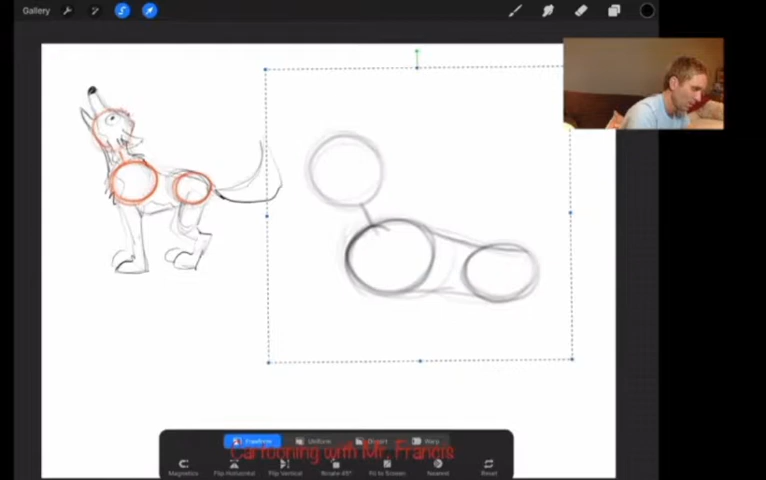 Gallery
Freeform Uniform Distort Warp
Cartooning with Mr. Francis
Magnetics Flip Horizontal Flip Vertical Rotate 45° Fit to Screen Nearest Reset